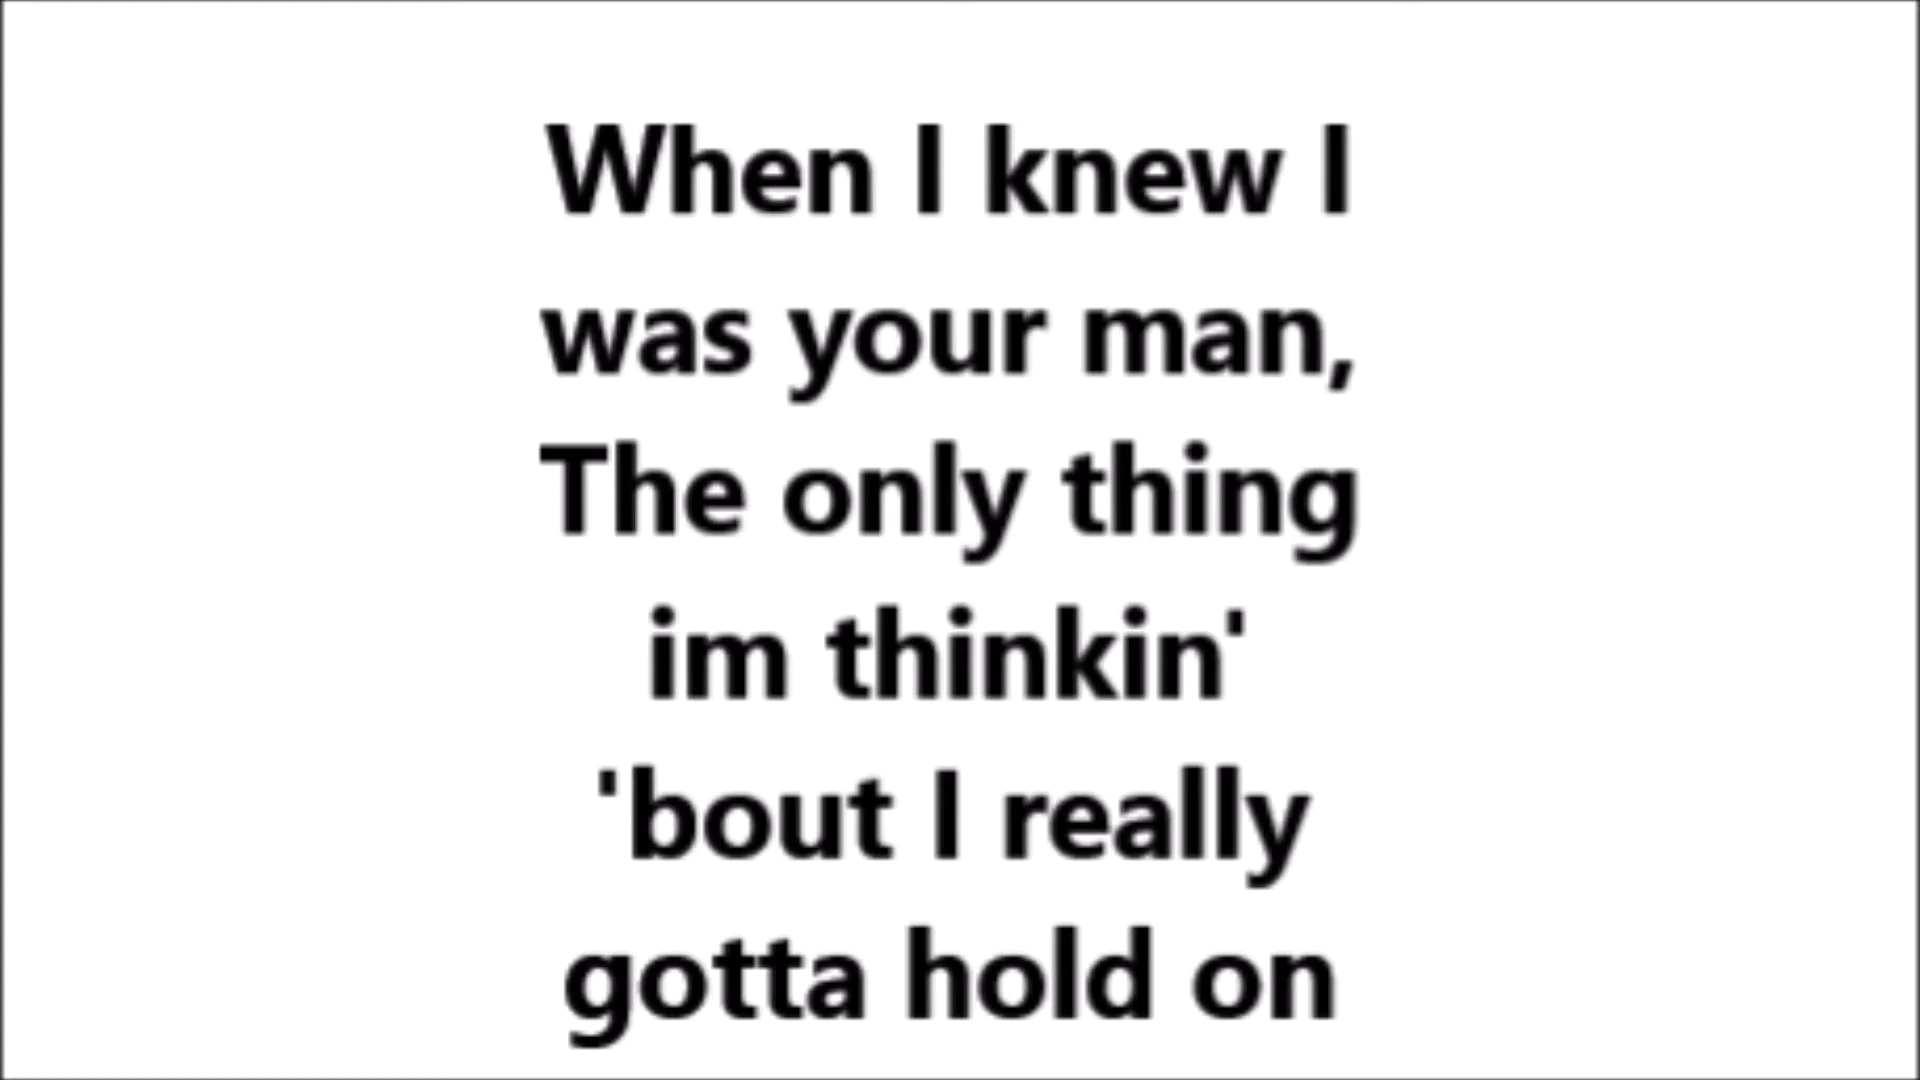 When I knew I
was your man,
The only thing
im thinkin'
'bout I really
gotta hold on